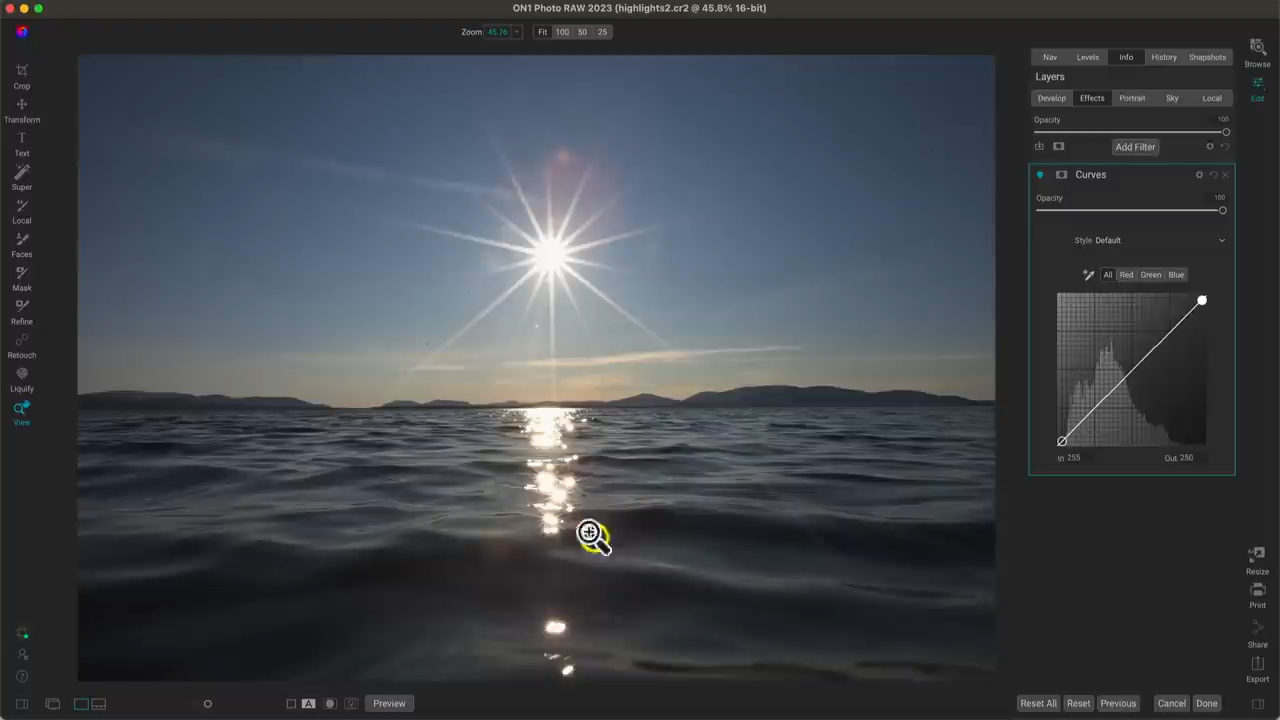 ON1 Photo RAW 2023 (highlights2.cr2 @ 45.8% 16-bit)
Zoom 45.76 Fit 100 50 25
Nav Levels Info History Snapshots
Browse
Layers
Crop
Develop Effects Portrait Sky Local
Edit
Transform
Opacity 100
Text
Add Filter
Super
Curves
Local
Opacity 100
Faces
Style Default
Mask
All Red Green Blue
Refine
Retouch
Liquify
View
In 255 Out 250
Resize
Print
Share
Export
A Preview
Reset All Reset Previous Cancel Done